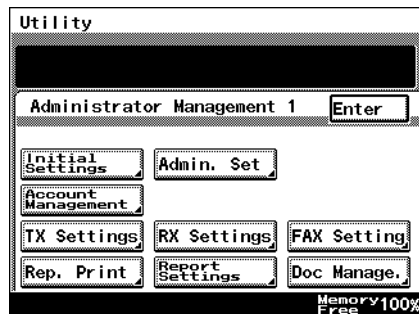 Utility
Administrator Management 1 Enter
Initial
Settings
Admin. Set
Account
Management
TX Settings RX Settings FAX Setting
Rep. Print
Report
Settings
Doc Manage.
Memory 100%
Free